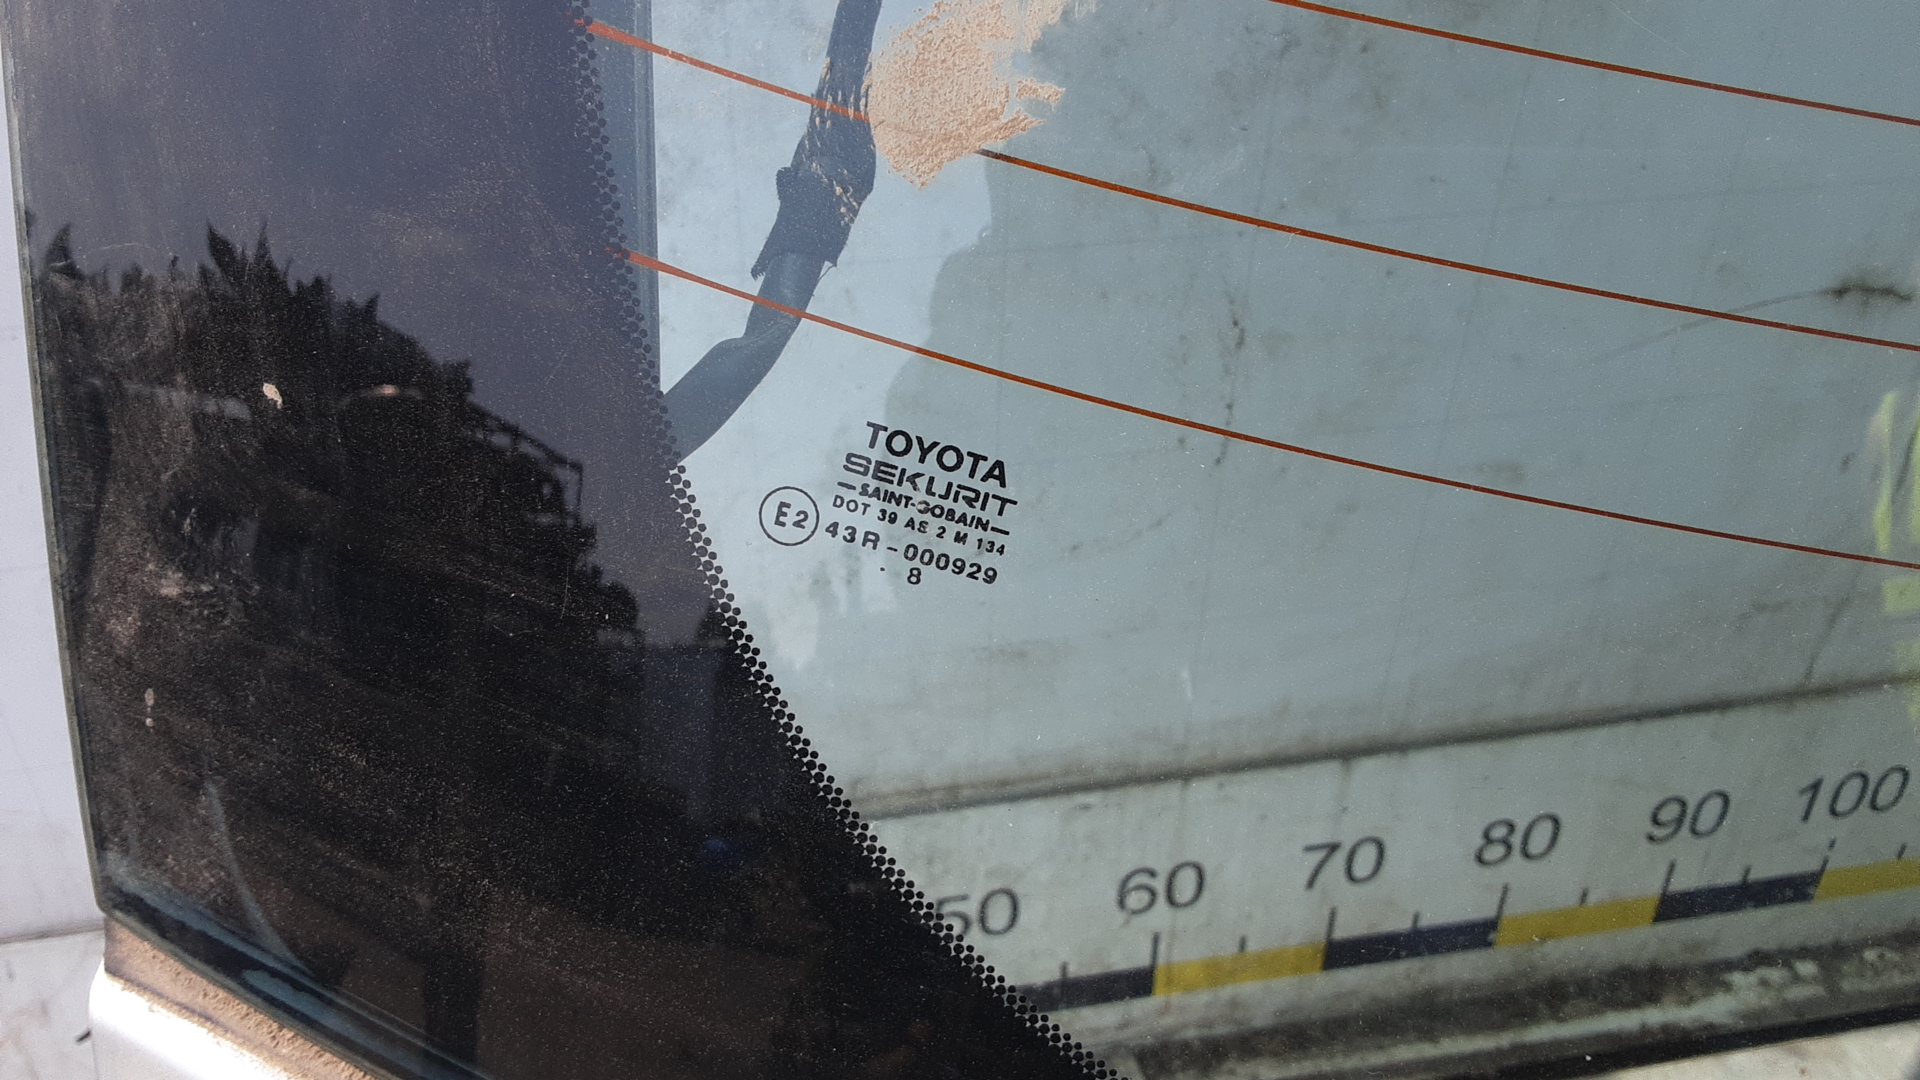 TOYOTA
SEKURIT
SAINT-GOBAIN
DOT 39 AS 2 M 134
E2 43R-000929
. 8
50 60 70 80 90 100